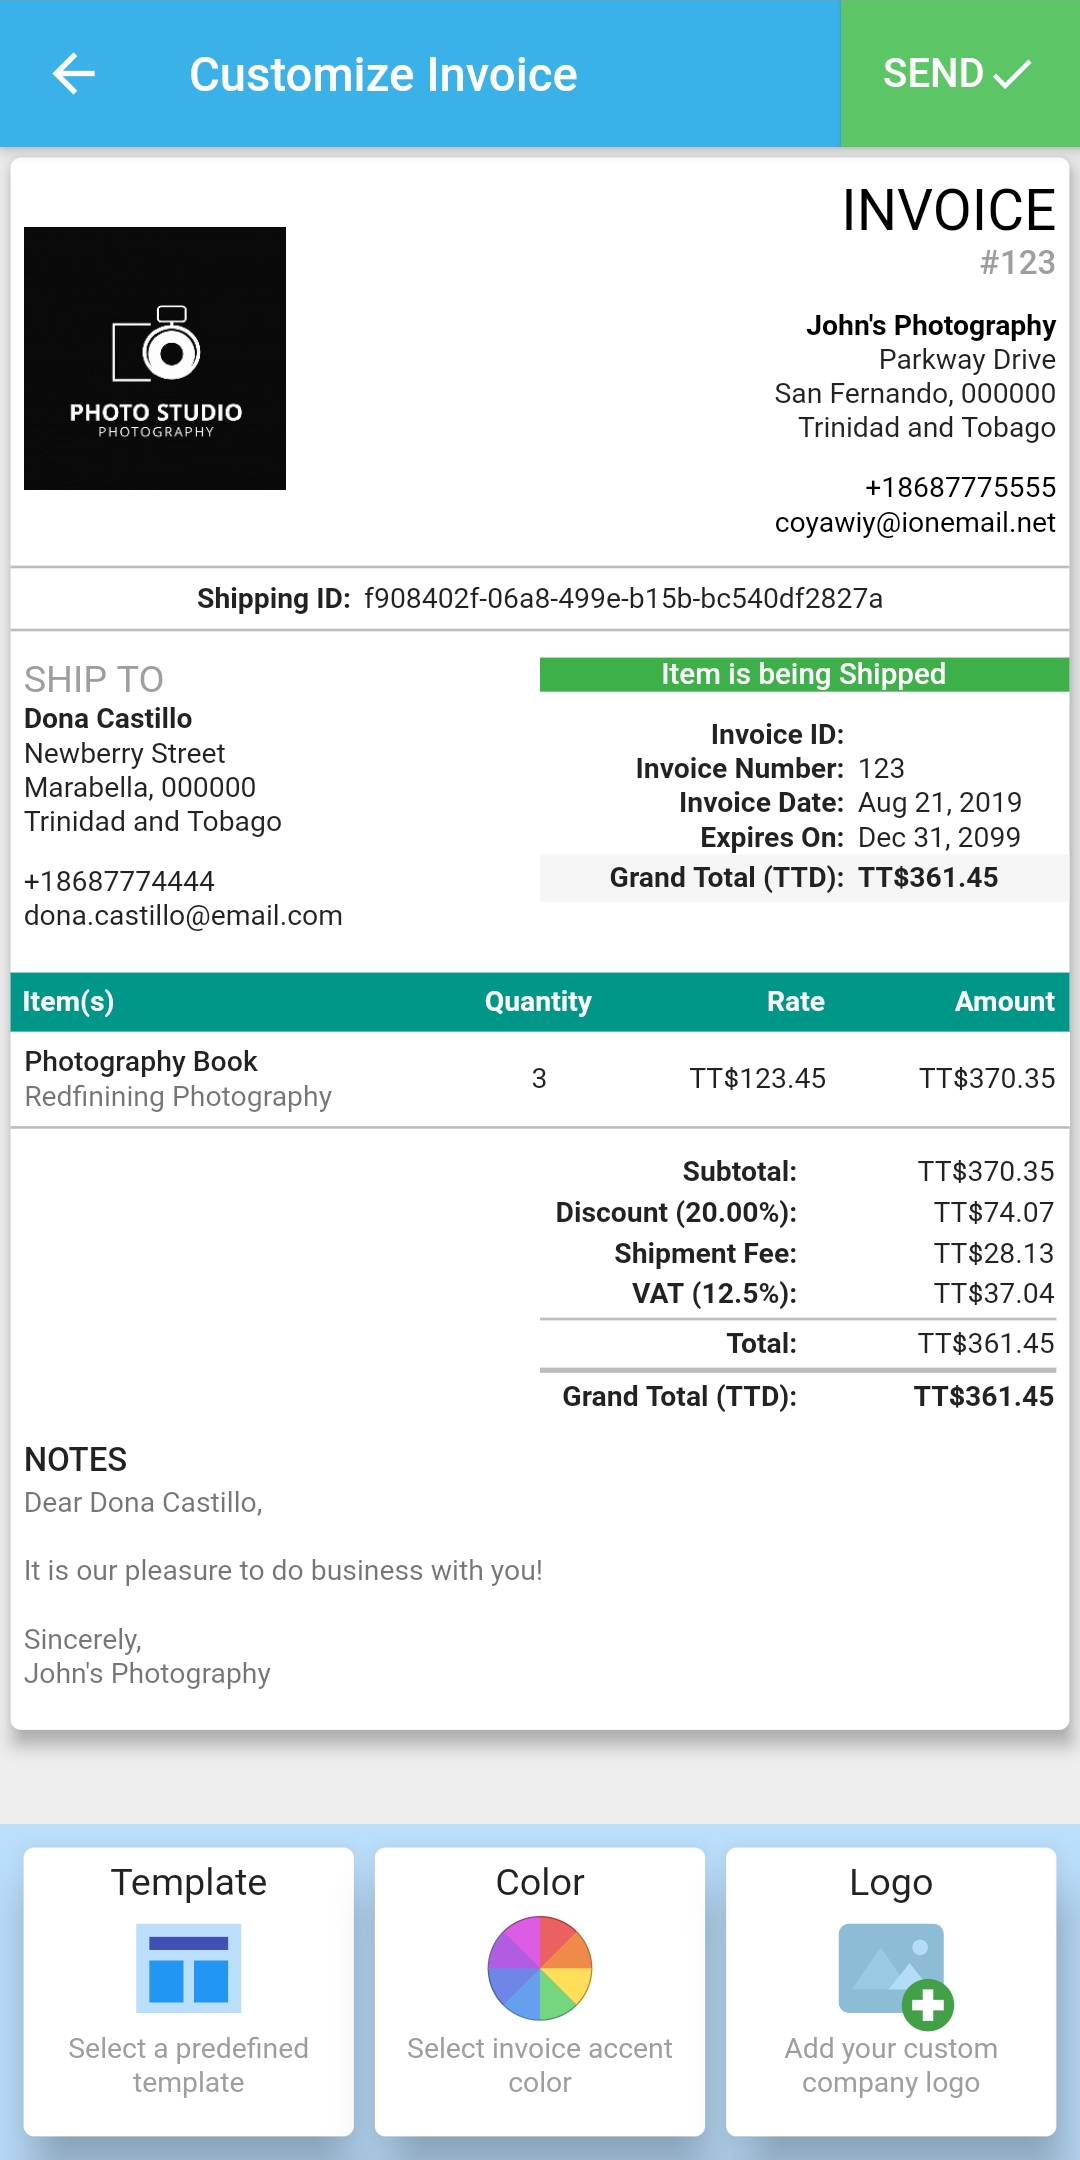 Customize Invoice
SEND
INVOICE
#123
PHOTO STUDIO
PHOTOGRAPHY
John's Photography
Parkway Drive
San Fernando, 000000
Trinidad and Tobago
+18687775555
coyawiy@ionemail.net
Shipping ID: f908402f-06a8-499e-b15b-bc540df2827a
SHIP TO
Dona Castillo
Newberry Street
Marabella, 000000
Trinidad and Tobago
+18687774444
dona.castillo@email.com
Item is being Shipped
Invoice ID:
Invoice Number: 123
Invoice Date: Aug 21, 2019
Expires On: Dec 31, 2099
Grand Total (TTD): TT$361.45
Item(s) Quantity Rate Amount
Photography Book 3 TT$123.45 TT$370.35
Redfinining Photography
Subtotal: TT$370.35
Discount (20.00%): TT$74.07
Shipment Fee: TT$28.13
VAT (12.5%): TT$37.04
Total: TT$361.45
Grand Total (TTD): TT$361.45
NOTES
Dear Dona Castillo,
It is our pleasure to do business with you!
Sincerely,
John's Photography
Template
Select a predefined
template
Color
Select invoice accent
color
Logo
Add your custom
company logo